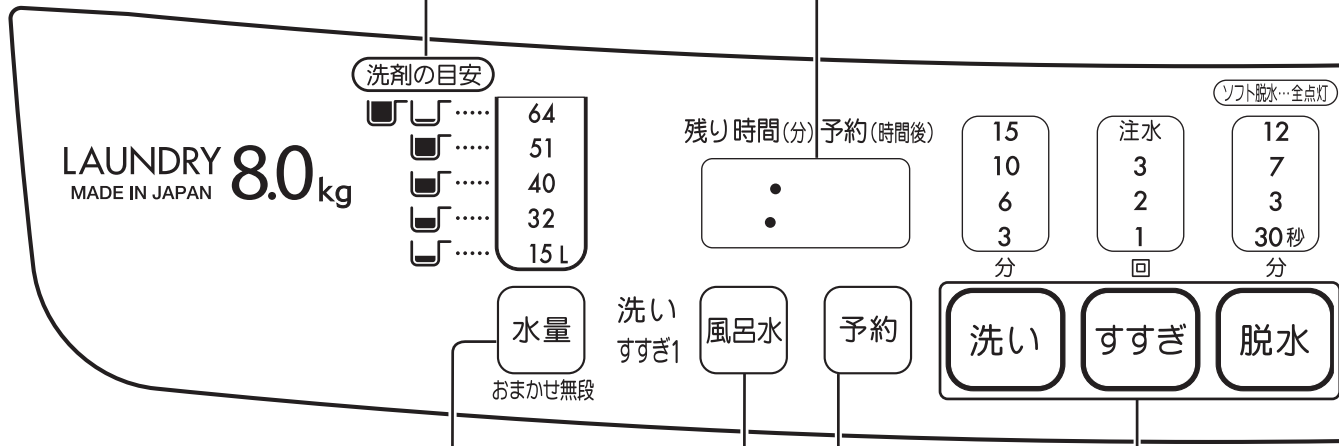 洗剤の目安
64
51
40
32
15 L
LAUNDRY 8.0kg
MADE IN JAPAN
水量
おまかせ無段
残り時間(分) 予約(時間後)
:
洗い
すすぎ1
風呂水
予約
15
10
6
3
分
洗い
注水
3
2
1
回
すすぎ
ソフト脱水…全点灯
12
7
3
30秒
分
脱水